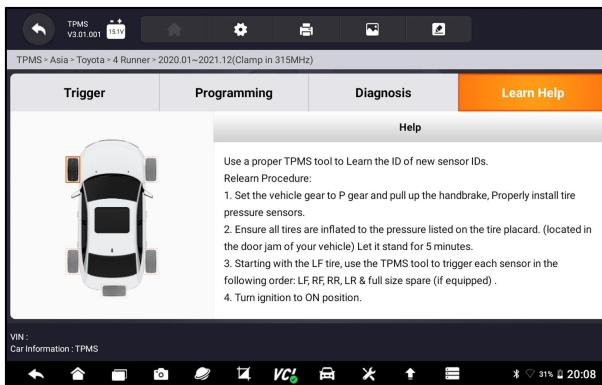 TPMS
V3.01.001
15.1V
TPMS > Asia > Toyota > 4 Runner > 2020.01~2021.12(Clamp in 315MHz)
Trigger
Programming
Diagnosis
Learn Help
Help
Use a proper TPMS tool to Learn the ID of new sensor IDs.
Relearn Procedure:
1. Set the vehicle gear to P gear and pull up the handbrake, Properly install tire
pressure sensors.
2. Ensure all tires are inflated to the pressure listed on the tire placard. (located in
the door jam of your vehicle) Let it stand for 5 minutes.
3. Starting with the LF tire, use the TPMS tool to trigger each sensor in the
following order: LF, RF, RR, LR & full size spare (if equipped) .
4. Turn ignition to ON position.
VIN :
Car Information : TPMS
VCI
31%
20:08